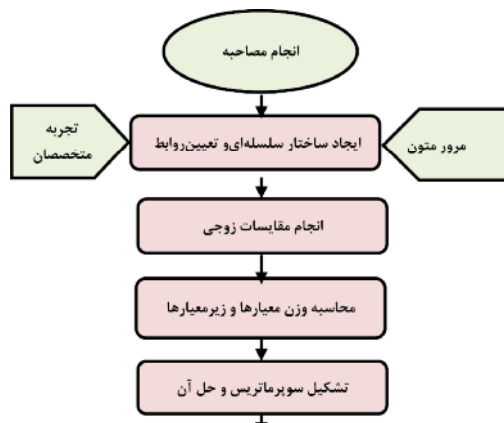 انجام مصاحبه
تجربه
متخصصان
ایجاد ساختار سلسله‌ای‌و تعیین‌روابط
مرور متون
انجام مقایسات زوجی
محاسبه وزن معیارها و زیرمعیارها
تشکیل سوپرماتریس و حل آن